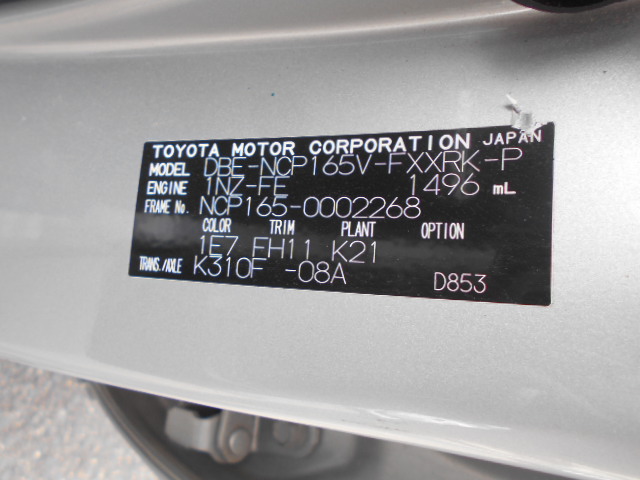 TOYOTA MOTOR CORPORATION JAPAN
MODEL DBE-NCP165V-FXXRK-P
ENGINE 1NZ-FE 1496 mL
FRAME No. NCP165-0002268
COLOR TRIM PLANT OPTION
1E7 FH11 K21
TRANS./AXLE K310F -08A D853